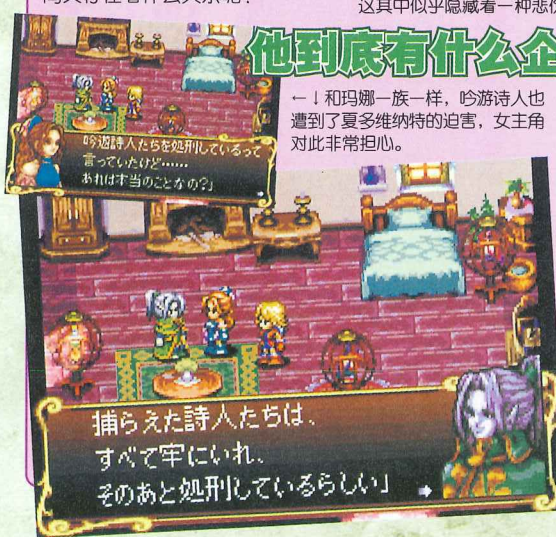 这其中似乎隐藏着一种悲
他到底有什么企
←↓和玛娜一族一样，吟游诗人也
遭到了夏多维纳特的迫害，女主角
对此非常担心。
吟遊詩人たちを処刑しているって
言っていたけど……
あれは本当のことなの？」
捕らえた詩人たちは、
すべて牢にいれ、
そのあと処刑しているらしい」